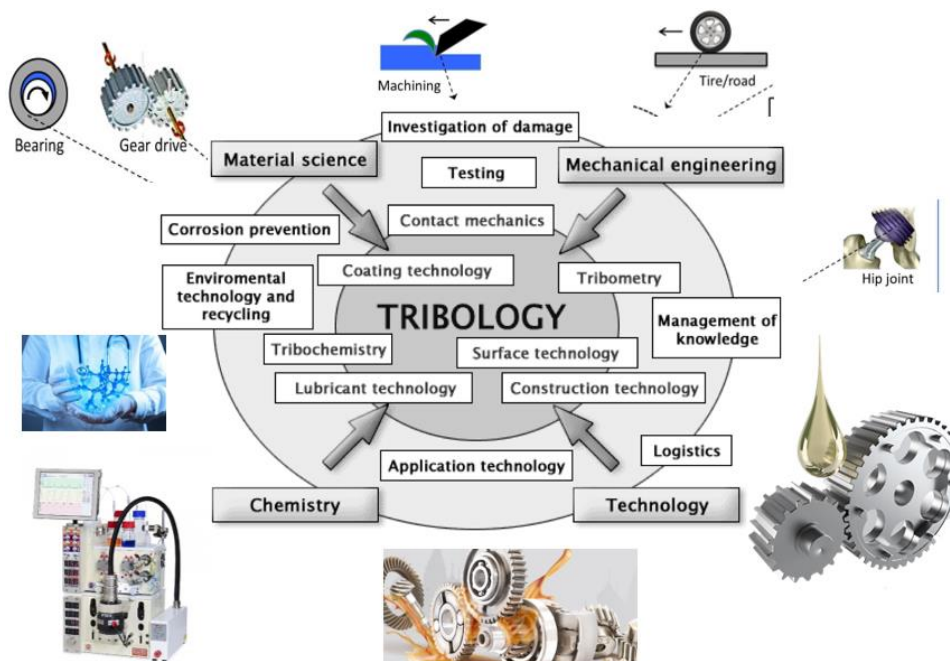 Machining
Tire/road
Bearing
Gear drive
Investigation of damage
Material science
Mechanical engineering
Testing
Contact mechanics
Corrosion prevention
Coating technology
Tribometry
Hip joint
Enviromental
technology and
recycling
TRIBOLOGY
Management of
knowledge
Tribochemistry
Surface technology
Lubricant technology
Construction technology
Logistics
Application technology
Chemistry
Technology